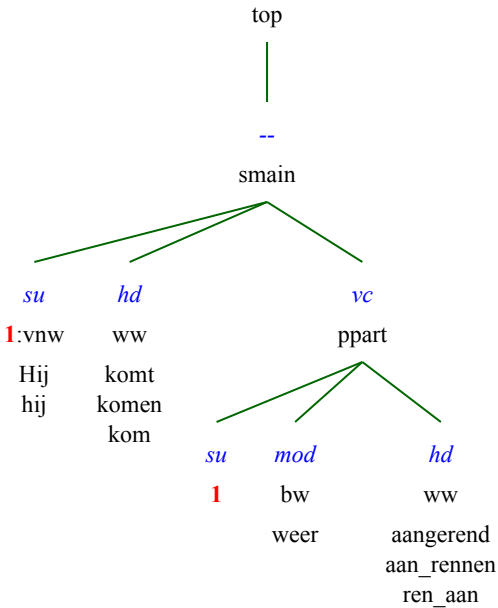 top
--
smain
su hd vc
1:vnw ww ppart
Hij komt
hij komen
kom
su mod hd
1 bw ww
weer aangerend
aan_rennen
ren_aan